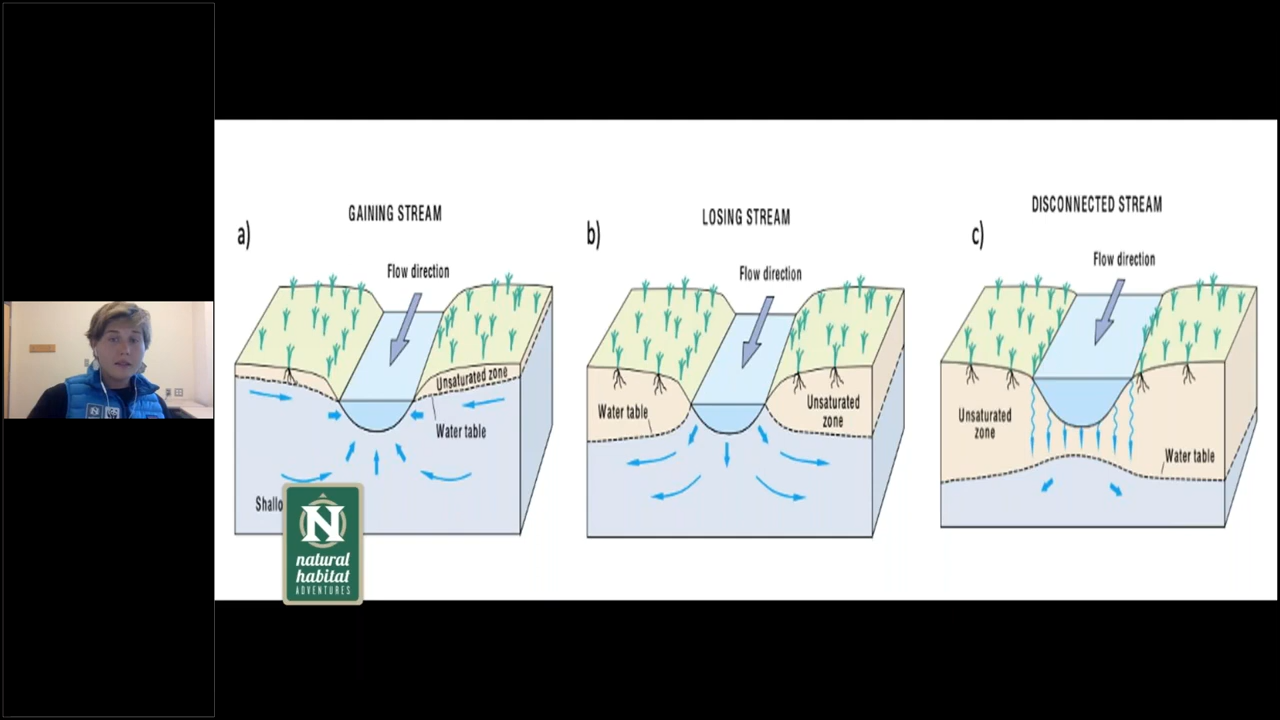 GAINING STREAM
a)
Flow direction
Unsaturated zone
Water table
Shallo
LOSING STREAM
b)
Flow direction
Water table
Unsaturated
zone
DISCONNECTED STREAM
c)
Flow direction
Unsaturated
zone
Water table
N
natural
habitat
ADVENTURES